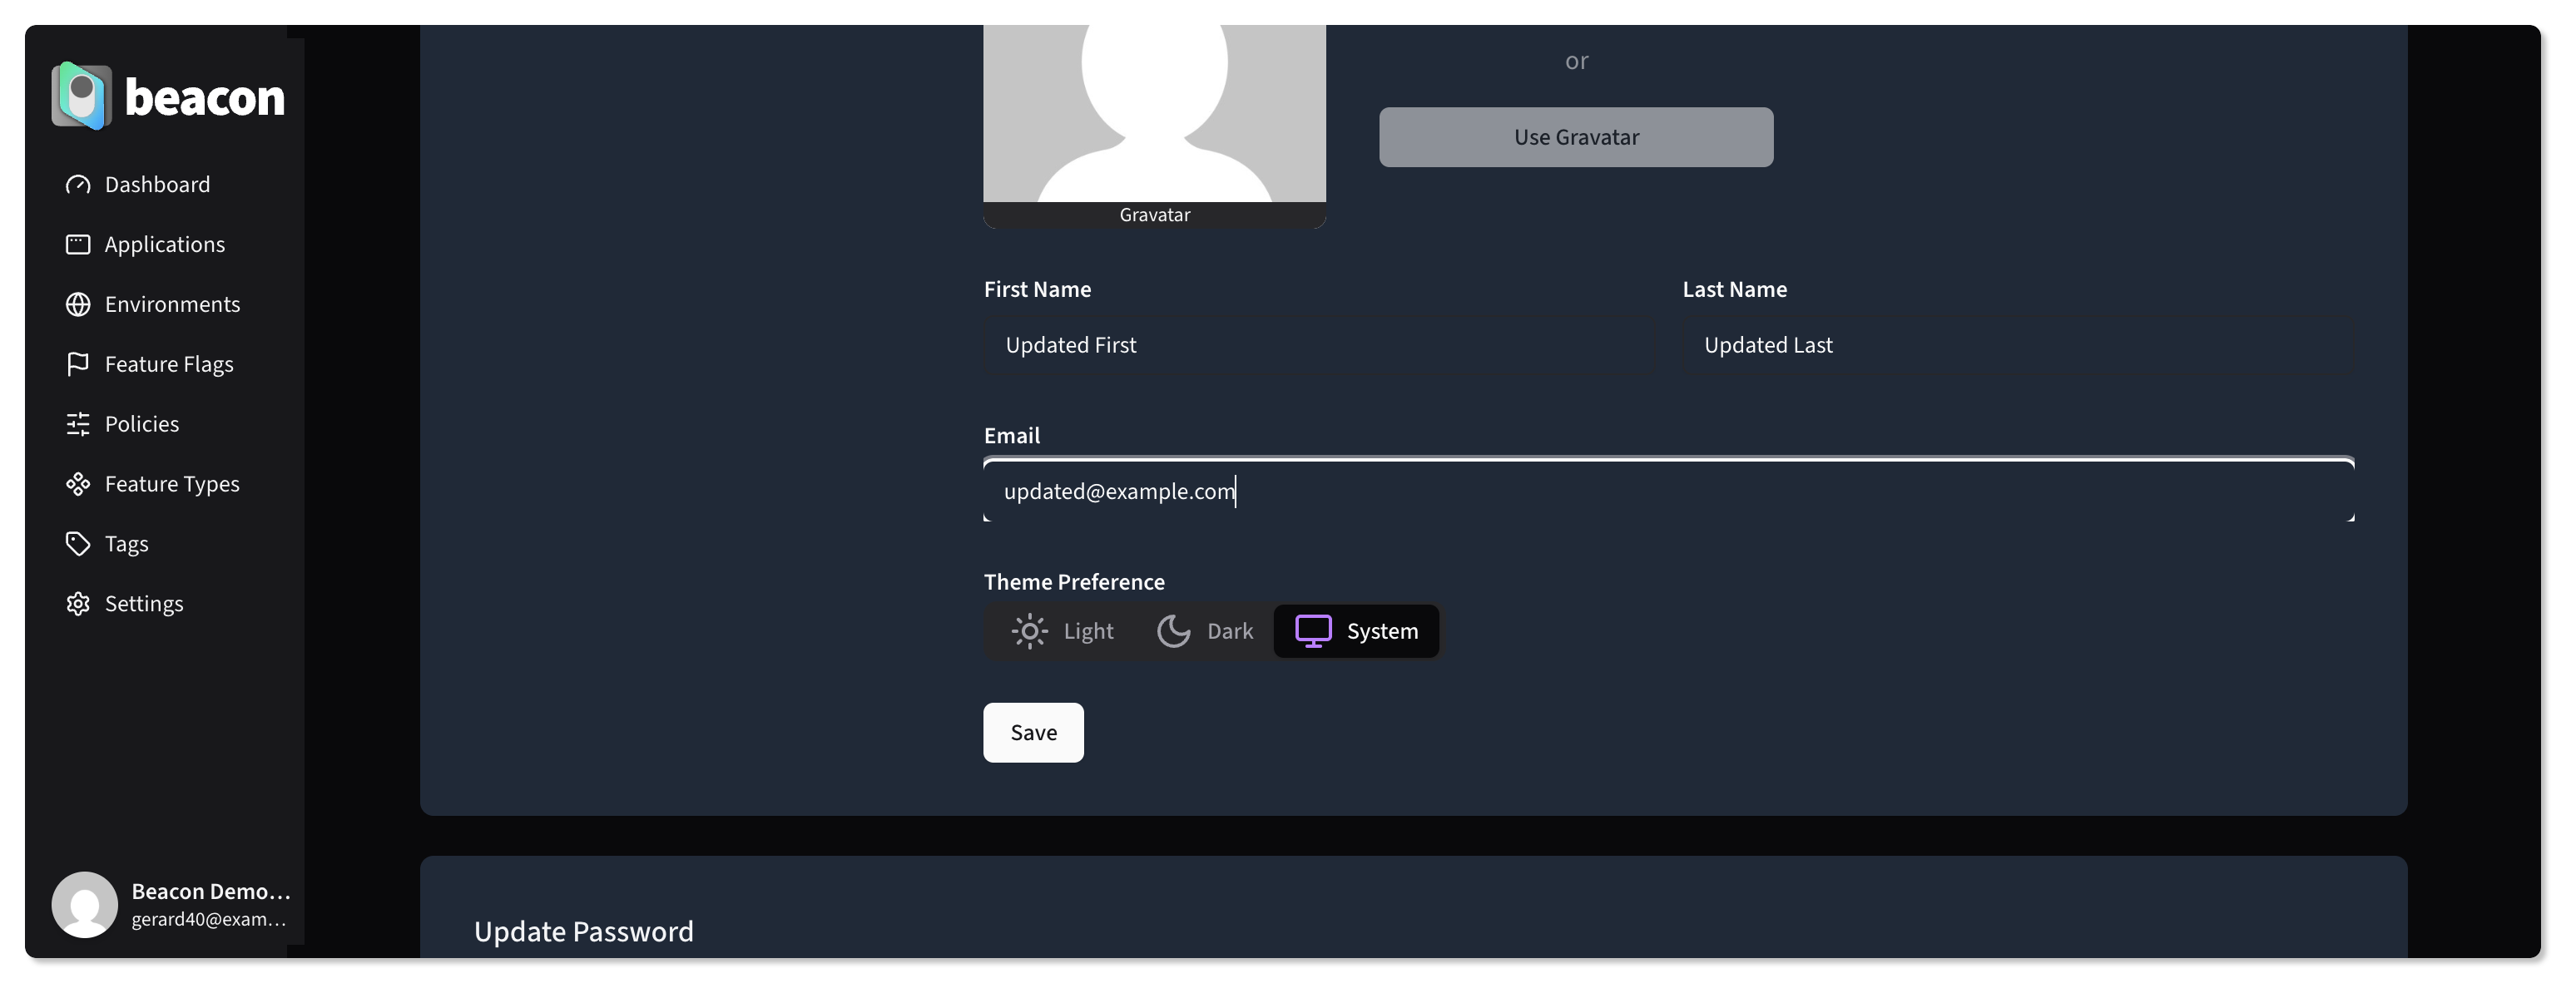 beacon
Dashboard
Applications
Environments
Feature Flags
Policies
Feature Types
Tags
Settings
Beacon Demo...
gerard40@exam...
or
Use Gravatar
Gravatar
First Name
Last Name
Updated First
Updated Last
Email
updated@example.com
Theme Preference
Light
Dark
System
Save
Update Password